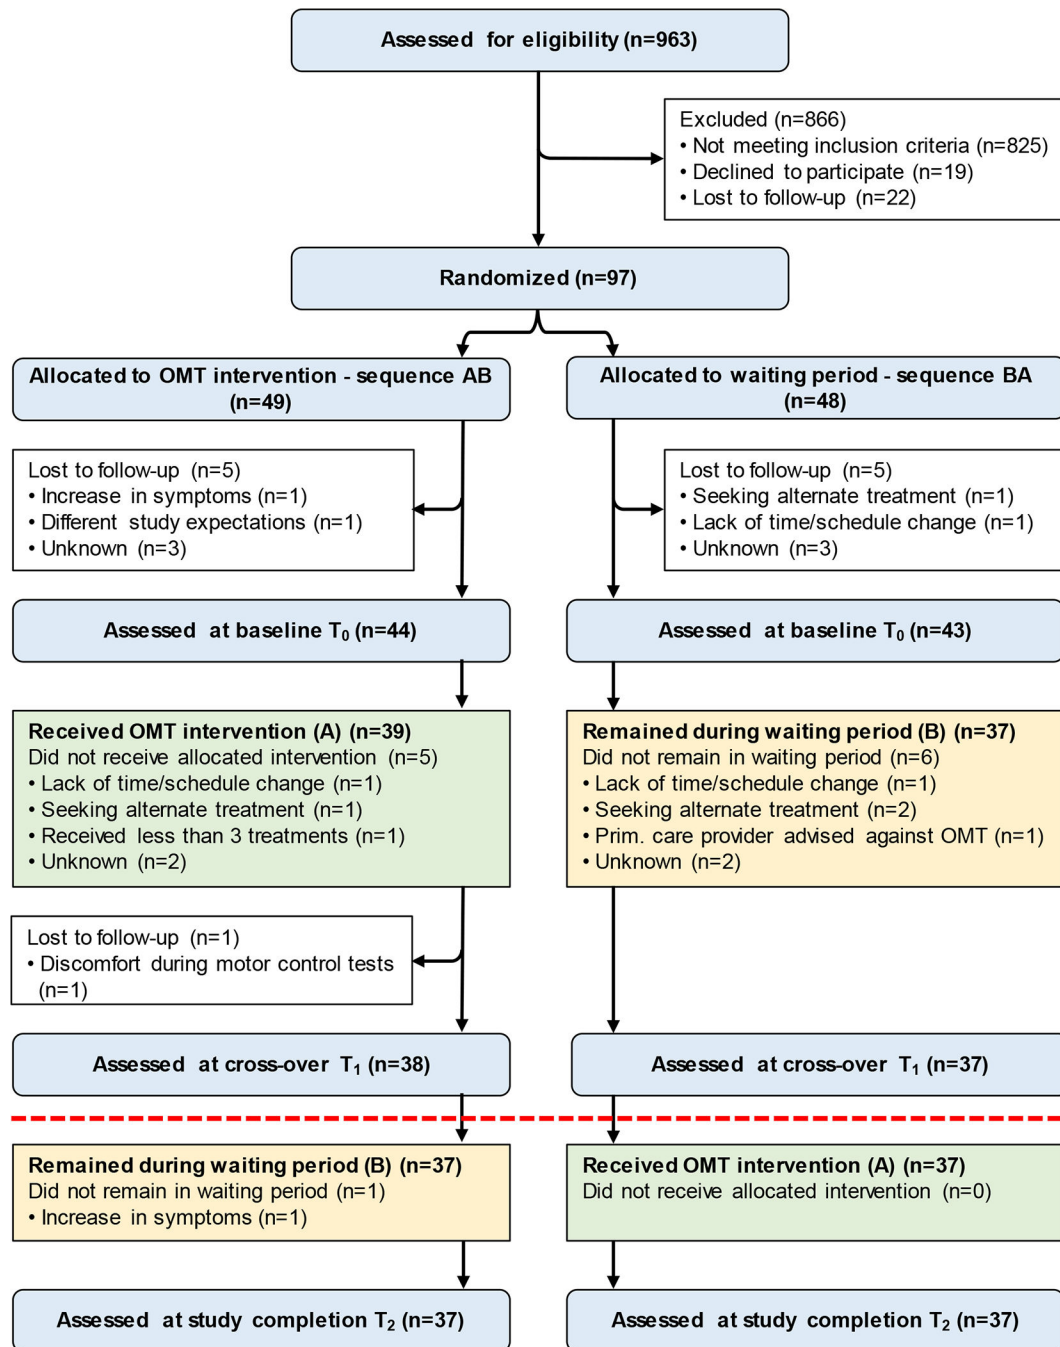 Assessed for eligibility (n=963)
Excluded (n=866)
• Not meeting inclusion criteria (n=825)
• Declined to participate (n=19)
• Lost to follow-up (n=22)
Randomized (n=97)
Allocated to OMT intervention - sequence AB
(n=49)
Allocated to waiting period - sequence BA
(n=48)
Lost to follow-up (n=5)
• Increase in symptoms (n=1)
• Different study expectations (n=1)
• Unknown (n=3)
Lost to follow-up (n=5)
• Seeking alternate treatment (n=1)
• Lack of time/schedule change (n=1)
• Unknown (n=3)
Assessed at baseline T₀ (n=44)
Assessed at baseline T₀ (n=43)
Received OMT intervention (A) (n=39)
Did not receive allocated intervention (n=5)
• Lack of time/schedule change (n=1)
• Seeking alternate treatment (n=1)
• Received less than 3 treatments (n=1)
• Unknown (n=2)
Remained during waiting period (B) (n=37)
Did not remain in waiting period (n=6)
• Lack of time/schedule change (n=1)
• Seeking alternate treatment (n=2)
• Prim. care provider advised against OMT (n=1)
• Unknown (n=2)
Lost to follow-up (n=1)
• Discomfort during motor control tests
(n=1)
Assessed at cross-over T₁ (n=38)
Assessed at cross-over T₁ (n=37)
Remained during waiting period (B) (n=37)
Did not remain in waiting period (n=1)
• Increase in symptoms (n=1)
Received OMT intervention (A) (n=37)
Did not receive allocated intervention (n=0)
Assessed at study completion T₂ (n=37)
Assessed at study completion T₂ (n=37)